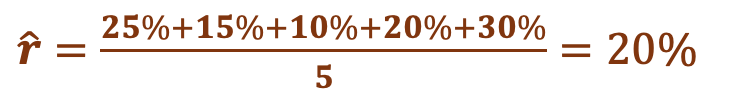 r̂ = 25%+15%+10%+20%+30% / 5 = 20%